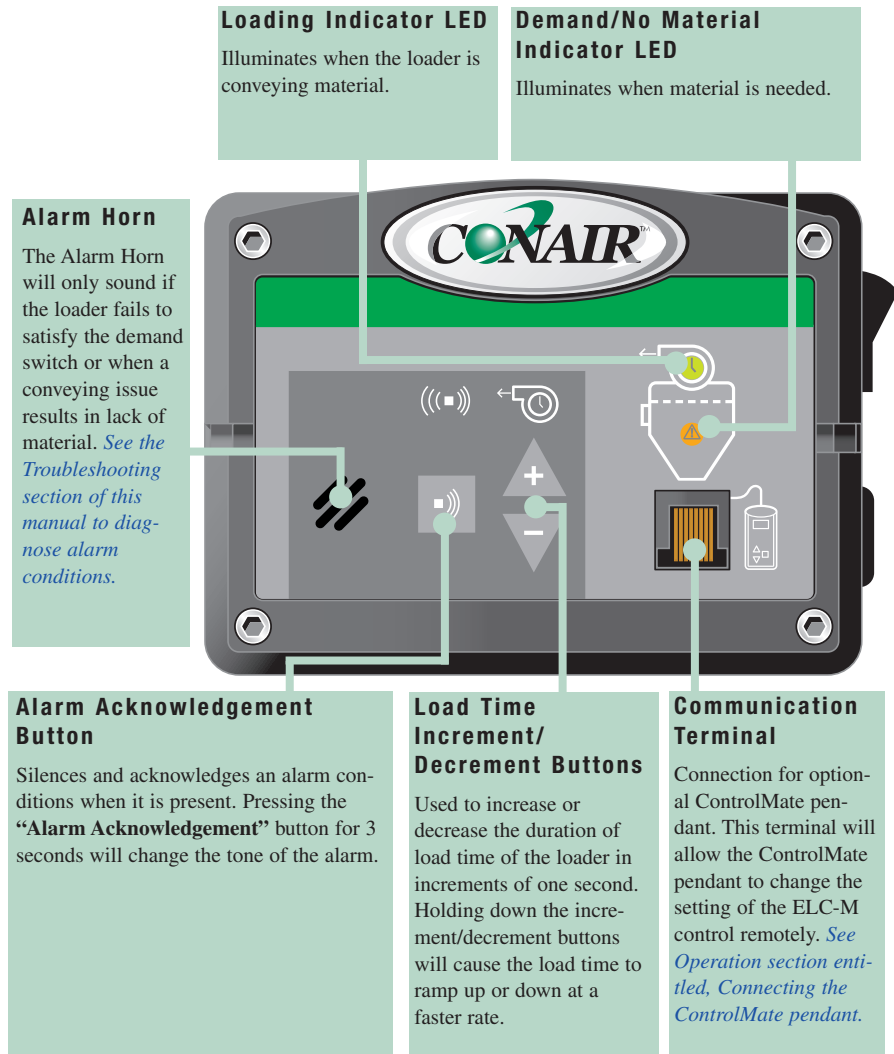 Loading Indicator LED
Illuminates when the loader is
conveying material.
Demand/No Material
Indicator LED
Illuminates when material is needed.
Alarm Horn
The Alarm Horn
will only sound if
the loader fails to
satisfy the demand
switch or when a
conveying issue
results in lack of
material. See the
Troubleshooting
section of this
manual to diag-
nose alarm
conditions.
CONAIR™
+
−
Alarm Acknowledgement
Button
Silences and acknowledges an alarm con-
ditions when it is present. Pressing the
“Alarm Acknowledgement” button for 3
seconds will change the tone of the alarm.
Load Time
Increment/
Decrement Buttons
Used to increase or
decrease the duration of
load time of the loader in
increments of one second.
Holding down the incre-
ment/decrement buttons
will cause the load time to
ramp up or down at a
faster rate.
Communication
Terminal
Connection for option-
al ControlMate pen-
dant. This terminal will
allow the ControlMate
pendant to change the
setting of the ELC-M
control remotely. See
Operation section enti-
tled, Connecting the
ControlMate pendant.